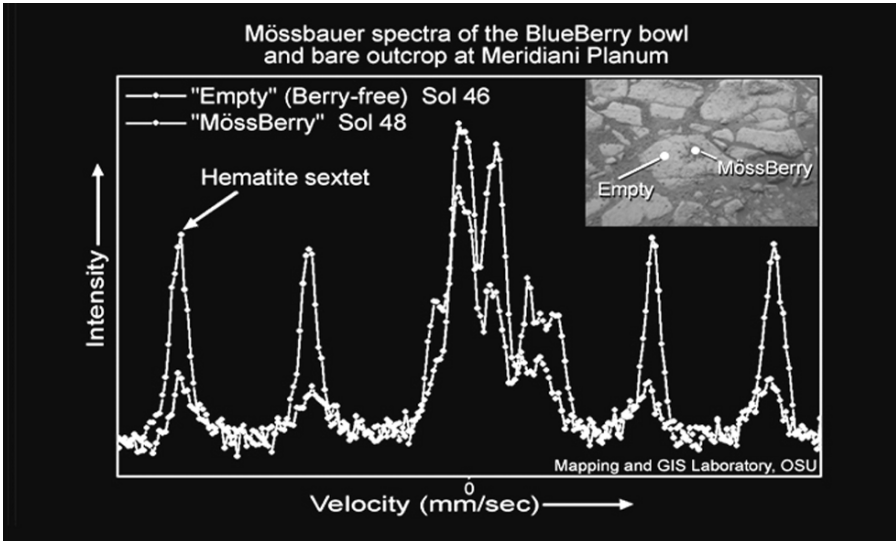 Mössbauer spectra of the BlueBerry bowl
and bare outcrop at Meridiani Planum
"Empty" (Berry-free) Sol 46
"MössBerry" Sol 48
Hematite sextet
MössBerry
Empty
Intensity
Mapping and GIS Laboratory, OSU
0
Velocity (mm/sec)